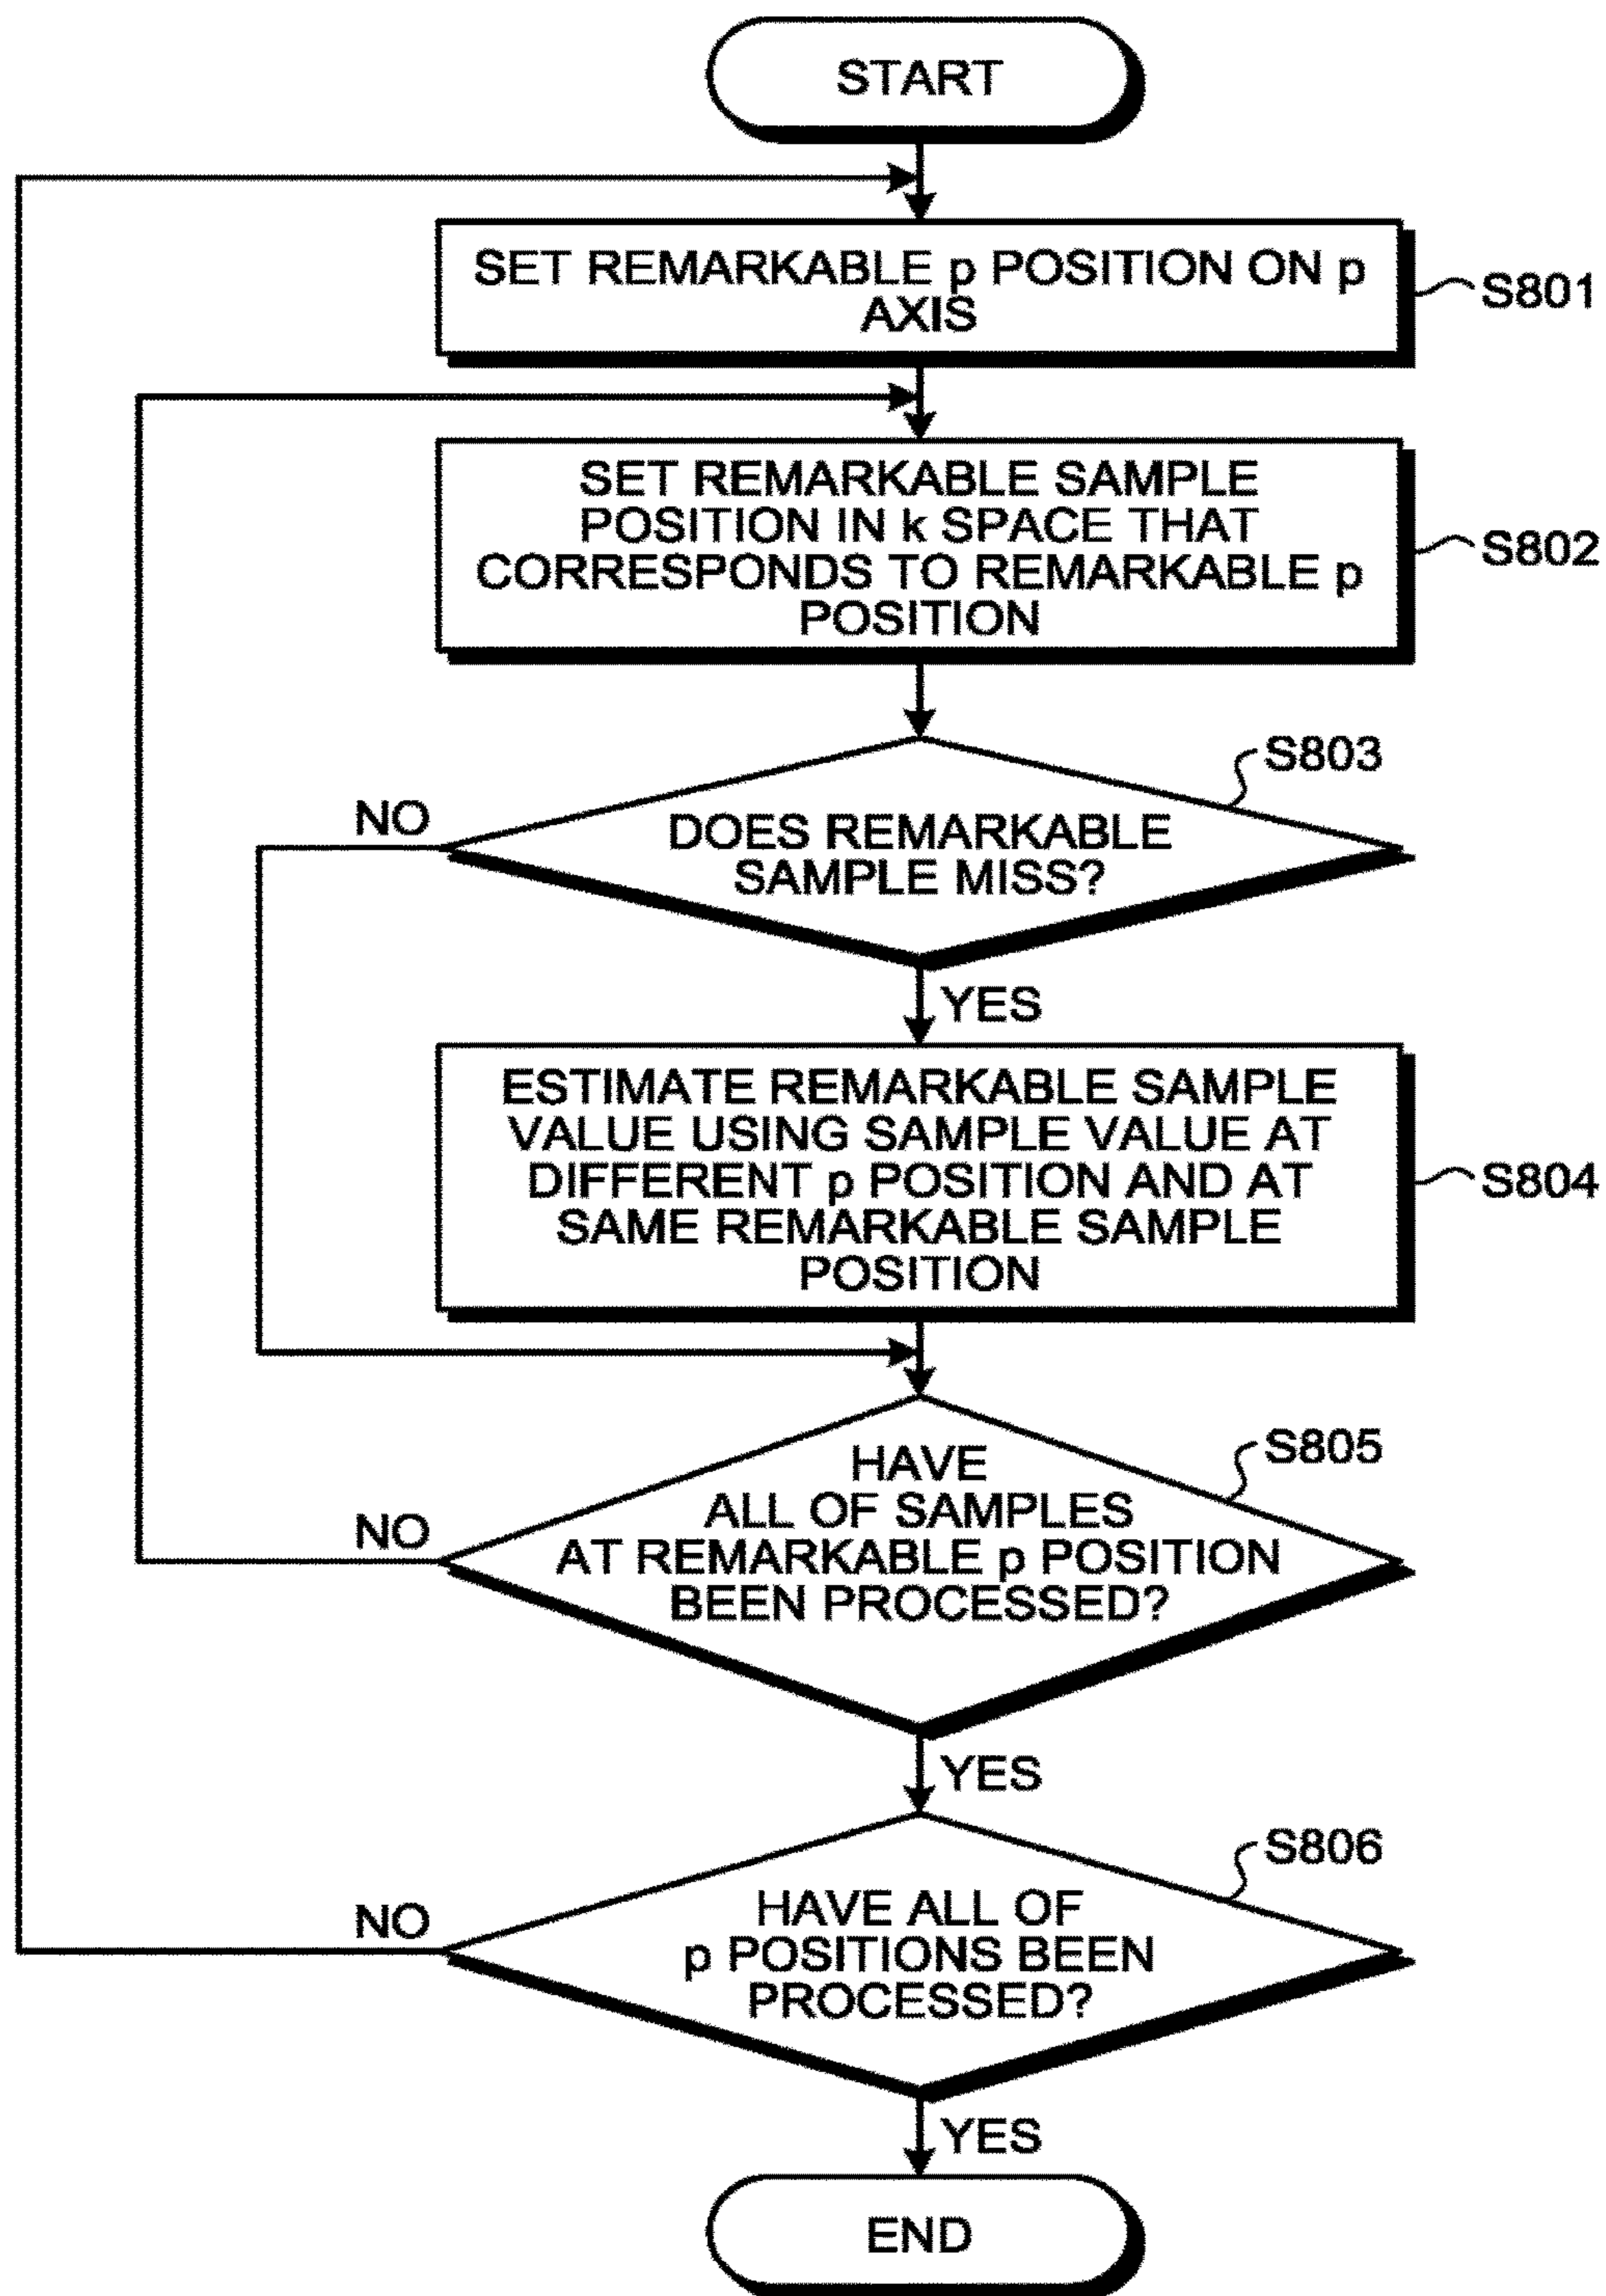 START
SET REMARKABLE p POSITION ON p
AXIS
S801
SET REMARKABLE SAMPLE
POSITION IN k SPACE THAT
CORRESPONDS TO REMARKABLE p
POSITION
S802
S803
NO
DOES REMARKABLE
SAMPLE MISS?
YES
ESTIMATE REMARKABLE SAMPLE
VALUE USING SAMPLE VALUE AT
DIFFERENT p POSITION AND AT
SAME REMARKABLE SAMPLE
POSITION
S804
S805
HAVE
ALL OF SAMPLES
AT REMARKABLE p POSITION
BEEN PROCESSED?
NO
YES
S806
HAVE ALL OF
p POSITIONS BEEN
PROCESSED?
NO
YES
END